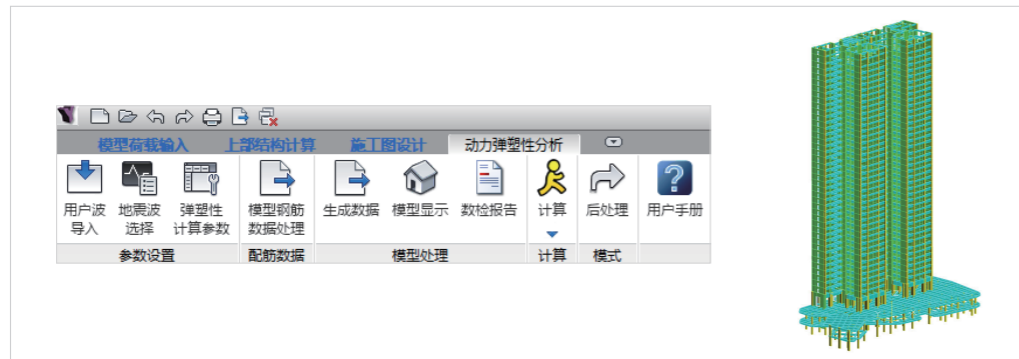 模型荷载输入 上部结构计算 施工图设计 动力弹塑性分析
用户波 地震波 弹塑性 模型钢筋 生成数据 模型显示 数检报告 计算 后处理 用户手册
导入 选择 计算参数 数据处理
参数设置 配筋数据 模型处理 计算 模式